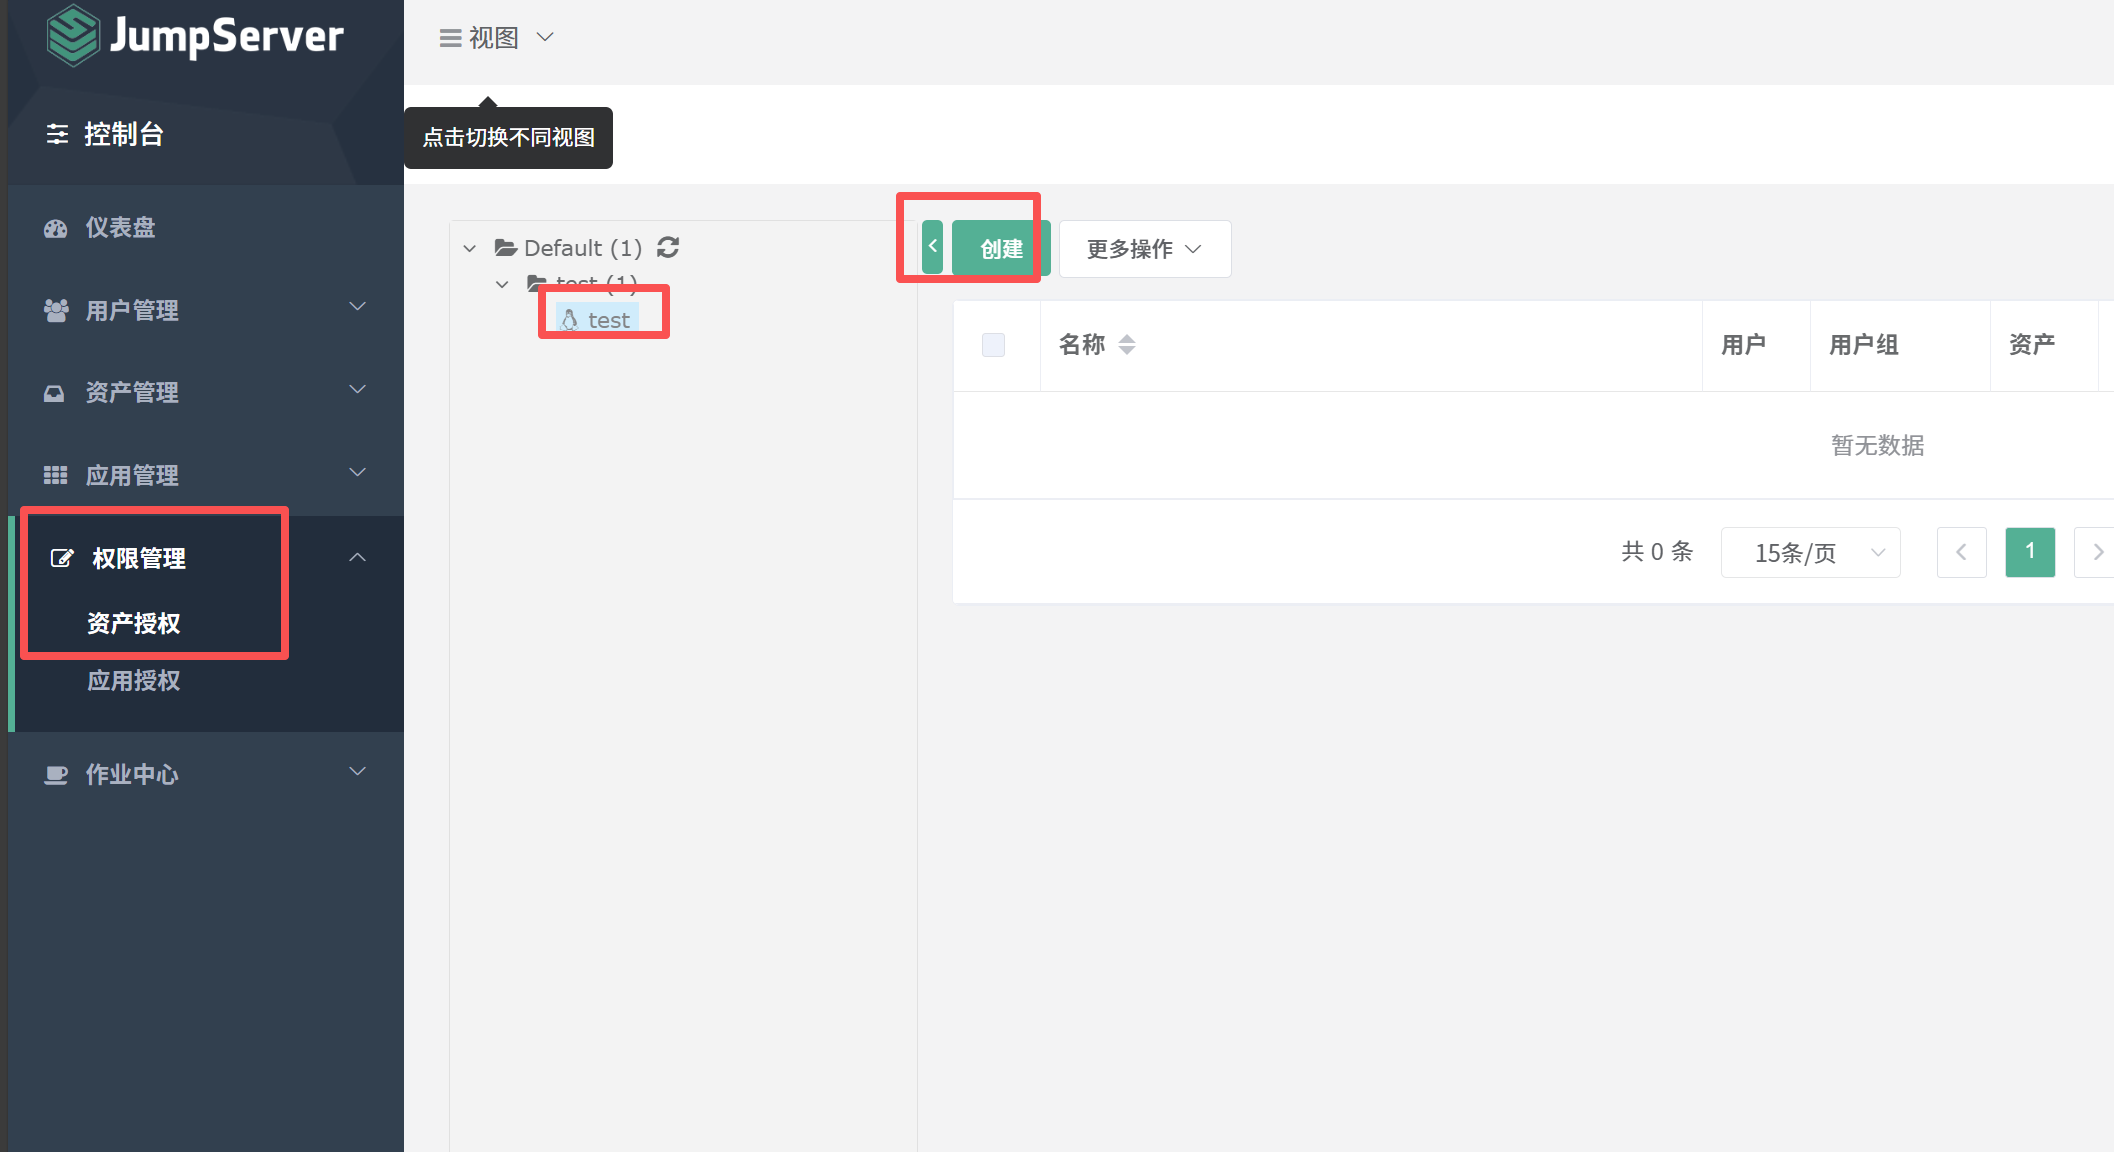 JumpServer
视图
控制台
点击切换不同视图
仪表盘
用户管理
资产管理
应用管理
权限管理
资产授权
应用授权
作业中心
Default (1)
test (1)
test
创建
更多操作
名称
用户
用户组
资产
暂无数据
共 0 条
15条/页
1